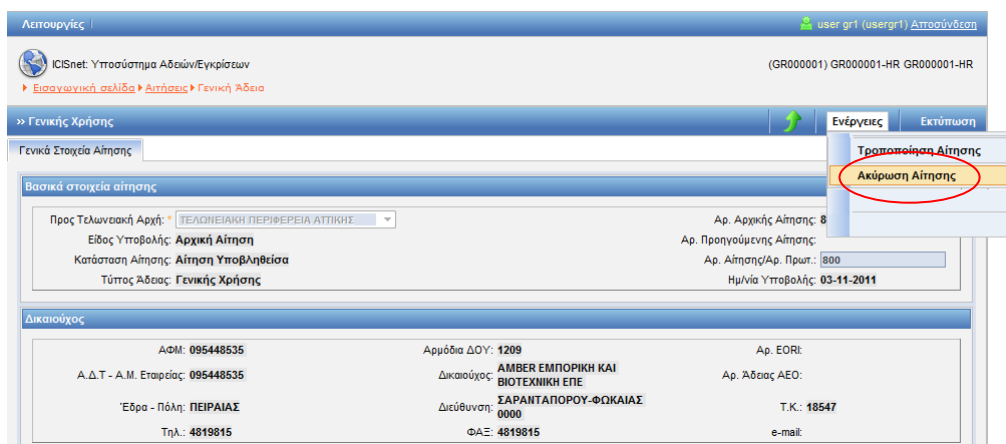 Λειτουργίες
user gr1 (usergr1) Αποσύνδεση
ICISnet: Υποσύστημα Αδειών/Εγκρίσεων
(GR000001) GR000001-HR GR000001-HR
Εισαγωγική σελίδα Αιτήσεις Γενική Άδεια
» Γενικής Χρήσης
Ενέργειες Εκτύπωση
Γενικά Στοιχεία Αίτησης
Τροποποίηση Αίτησης
Ακύρωση Αίτησης
Βασικά στοιχεία αίτησης
Προς Τελωνειακή Αρχή: * ΤΕΛΩΝΕΙΑΚΗ ΠΕΡΙΦΕΡΕΙΑ ΑΤΤΙΚΗΣ Αρ. Αρχικής Αίτησης: 8
Είδος Υποβολής: Αρχική Αίτηση Αρ. Προηγούμενης Αίτησης:
Κατάσταση Αίτησης: Αίτηση Υποβληθείσα Αρ. Αίτησης/Αρ. Πρωτ.: 800
Τύπος Άδειας: Γενικής Χρήσης Ημ/νία Υποβολής: 03-11-2011
Δικαιούχος
ΑΦΜ: 095448535 Αρμόδια ΔΟΥ: 1209 Αρ. EORI:
Α.Δ.Τ - Α.Μ. Εταιρείας: 095448535 Δικαιούχος: AMBER ΕΜΠΟΡΙΚΗ ΚΑΙ ΒΙΟΤΕΧΝΙΚΗ ΕΠΕ Αρ. Άδειας ΑΕΟ:
Έδρα - Πόλη: ΠΕΙΡΑΙΑΣ Διεύθυνση: ΣΑΡΑΝΤΑΠΟΡΟΥ-ΦΩΚΑΙΑΣ 0000 Τ.Κ.: 18547
Τηλ.: 4819815 ΦΑΞ: 4819815 e-mail: